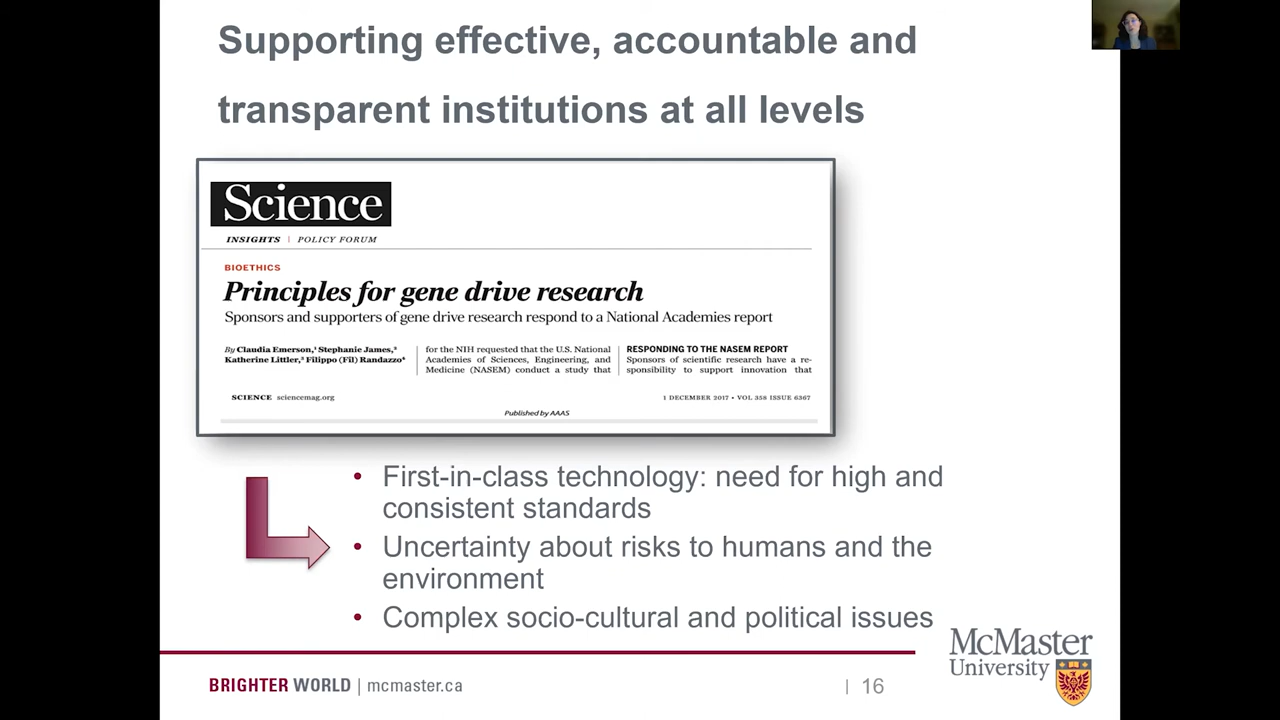 Supporting effective, accountable and
transparent institutions at all levels
Science
INSIGHTS | POLICY FORUM
BIOETHICS
Principles for gene drive research
Sponsors and supporters of gene drive research respond to a National Academies report
By Claudia Emerson,¹ Stephanie James,²
Katherine Littler,³ Filippo (Fil) Randazzo⁴
for the NIH requested that the U.S. National
Academies of Sciences, Engineering, and
Medicine (NASEM) conduct a study that
RESPONDING TO THE NASEM REPORT
Sponsors of scientific research have a re-
sponsibility to support innovation that
SCIENCE sciencemag.org
1 DECEMBER 2017 • VOL 358 ISSUE 6367
Published by AAAS
• First-in-class technology: need for high and
consistent standards
• Uncertainty about risks to humans and the
environment
• Complex socio-cultural and political issues
BRIGHTER WORLD | mcmaster.ca
| 16
McMaster
University